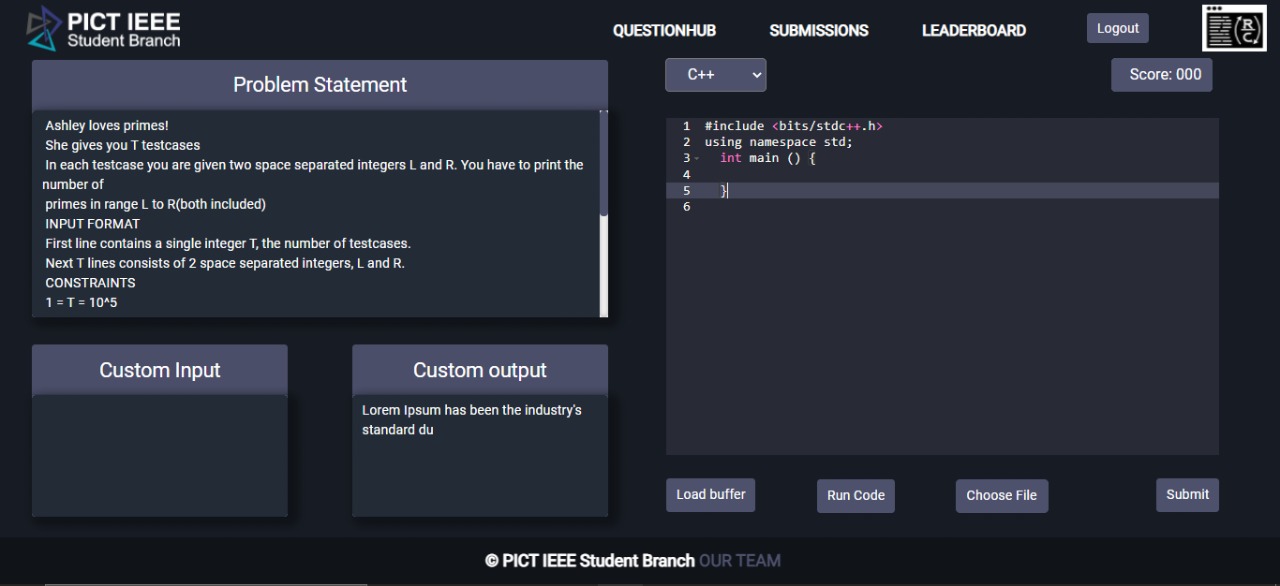 PICT IEEE
Student Branch
QUESTIONHUB
SUBMISSIONS
LEADERBOARD
Logout
R
C
Problem Statement
Ashley loves primes!
She gives you T testcases
In each testcase you are given two space separated integers L and R. You have to print the
number of
primes in range L to R(both included)
INPUT FORMAT
First line contains a single integer T, the number of testcases.
Next T lines consists of 2 space separated integers, L and R.
CONSTRAINTS
1 = T = 10^5
C++
Score: 000
1 #include <bits/stdc++.h>
2 using namespace std;
3 int main () {
4
5 }
6
Custom Input
Custom output
Lorem Ipsum has been the industry's
standard du
Load buffer
Run Code
Choose File
Submit
© PICT IEEE Student Branch OUR TEAM